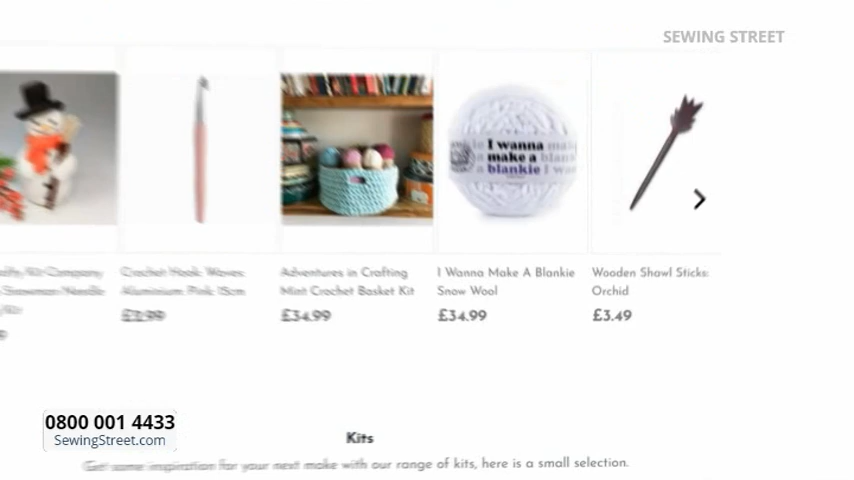 SEWING STREET
I wanna
make a
blankie
Crochet Hook: Waves:
Aluminium: Pink: 15cm
Adventures in Crafting
Mint Crochet Basket Kit
£34.99
I Wanna Make A Blankie
Snow Wool
£34.99
Wooden Shawl Sticks:
Orchid
£3.49
0800 001 4433
SewingStreet.com
Kits
Get some inspiration for your next make with our range of kits, here is a small selection.